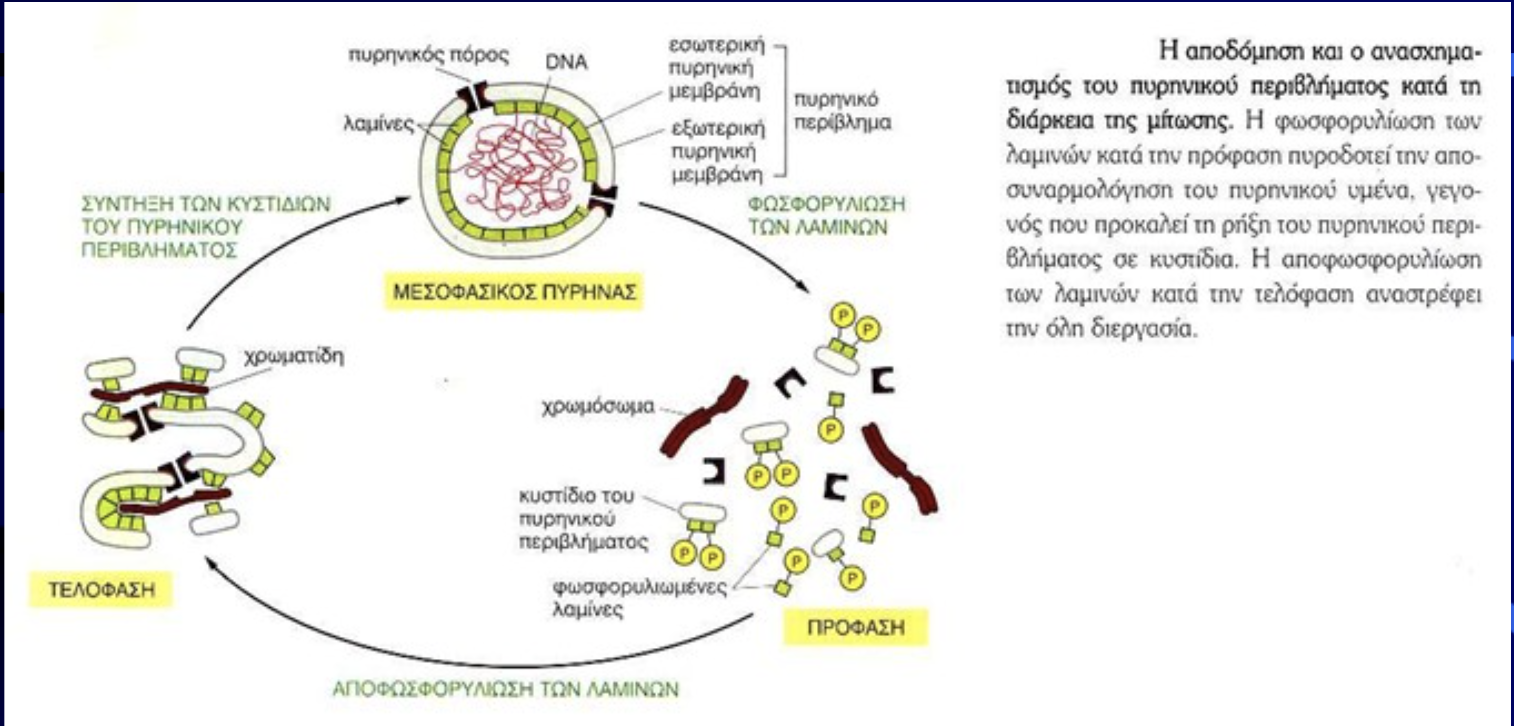 πυρηνικός πόρος
DNA
εσωτερική
πυρηνική
μεμβράνη
πυρηνικό
περίβλημα
λαμίνες
εξωτερική
πυρηνική
μεμβράνη
ΣΥΝΤΗΞΗ ΤΩΝ ΚΥΣΤΙΔΙΩΝ
ΤΟΥ ΠΥΡΗΝΙΚΟΥ
ΠΕΡΙΒΛΗΜΑΤΟΣ
ΦΩΣΦΟΡΥΛΙΩΣΗ
ΤΩΝ ΛΑΜΙΝΩΝ
ΜΕΣΟΦΑΣΙΚΟΣ ΠΥΡΗΝΑΣ
χρωματίδη
P
P
χρωμόσωμα
P
P
P
κυστίδιο του
πυρηνικού
περιβλήματος
P
P
P
P
P
P
φωσφορυλιωμένες
λαμίνες
ΤΕΛΟΦΑΣΗ
ΠΡΟΦΑΣΗ
ΑΠΟΦΩΣΦΟΡΥΛΙΩΣΗ ΤΩΝ ΛΑΜΙΝΩΝ
Η αποδόμηση και ο ανασχημα-
τισμός του πυρηνικού περιβλήματος κατά τη
διάρκεια της μίτωσης. Η φωσφορυλίωση των
λαμινών κατά την πρόφαση πυροδοτεί την απο-
συναρμολόγηση του πυρηνικού υμένα, γεγο-
νός που προκαλεί τη ρήξη του πυρηνικού περι-
βλήματος σε κυστίδια. Η αποφωσφορυλίωση
των λαμινών κατά την τελόφαση αναστρέφει
την όλη διεργασία.